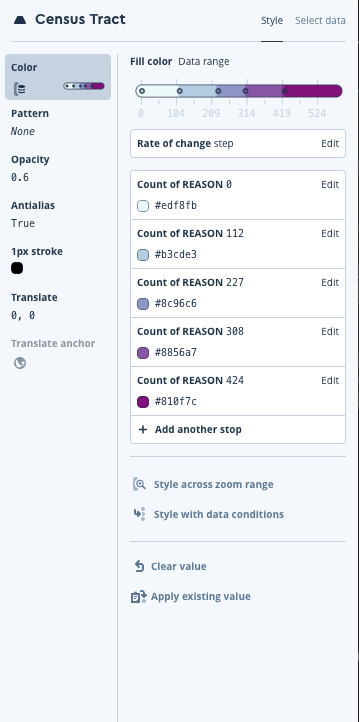 Census Tract
Style Select data
Color
Pattern
None
Opacity
0.6
Antialias
True
1px stroke
Translate
0, 0
Translate anchor
Fill color Data range
0 104 209 314 419 524
Rate of change step Edit
Count of REASON 0 Edit
#edf8fb
Count of REASON 112 Edit
#b3cde3
Count of REASON 227 Edit
#8c96c6
Count of REASON 308 Edit
#8856a7
Count of REASON 424 Edit
#810f7c
+ Add another stop
Style across zoom range
Style with data conditions
Clear value
Apply existing value